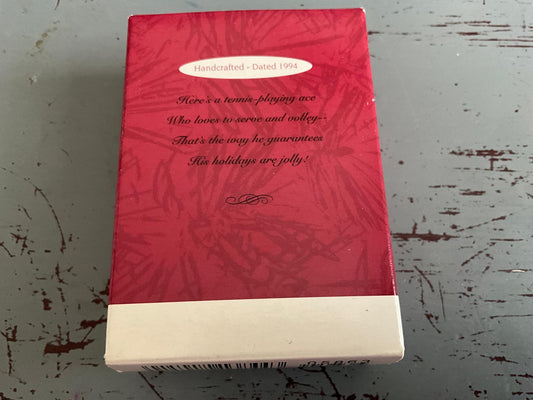 Handcrafted - Dated 1994
Here's a tennis-playing ace
Who loves to serve and volley--
That's the way he guarantees
His holidays are jolly!